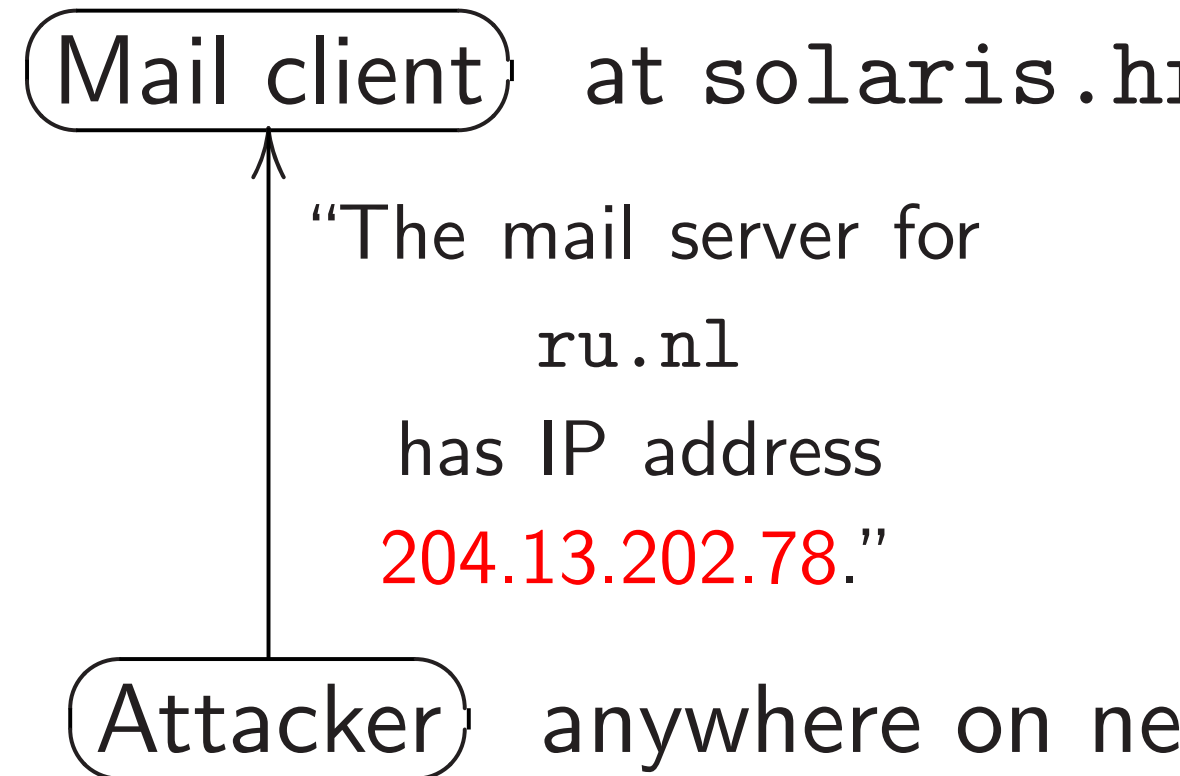 Mail client at solaris.h
“The mail server for
ru.nl
has IP address
204.13.202.78.”
Attacker anywhere on ne